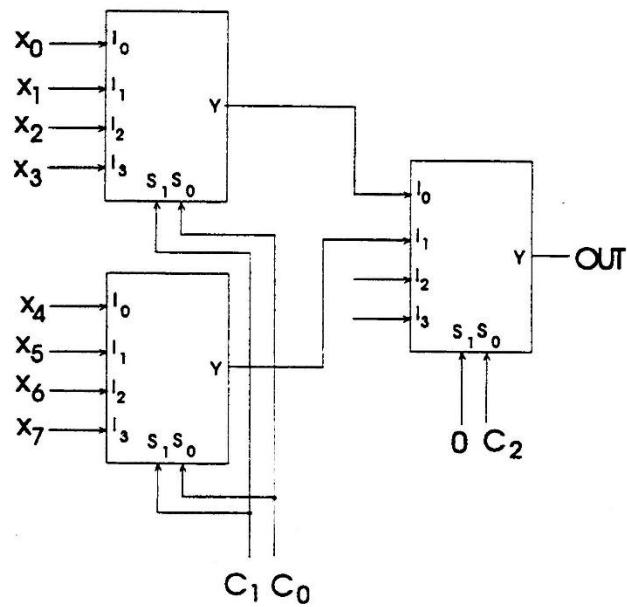 X0 I0
X1 I1
Y
X2 I2
X3 I3
S1 S0
I0
I1
Y OUT
I2
I3
S1 S0
X4 I0
X5 I1
Y
X6 I2
X7 I3
S1 S0
0 C2
C1 C0